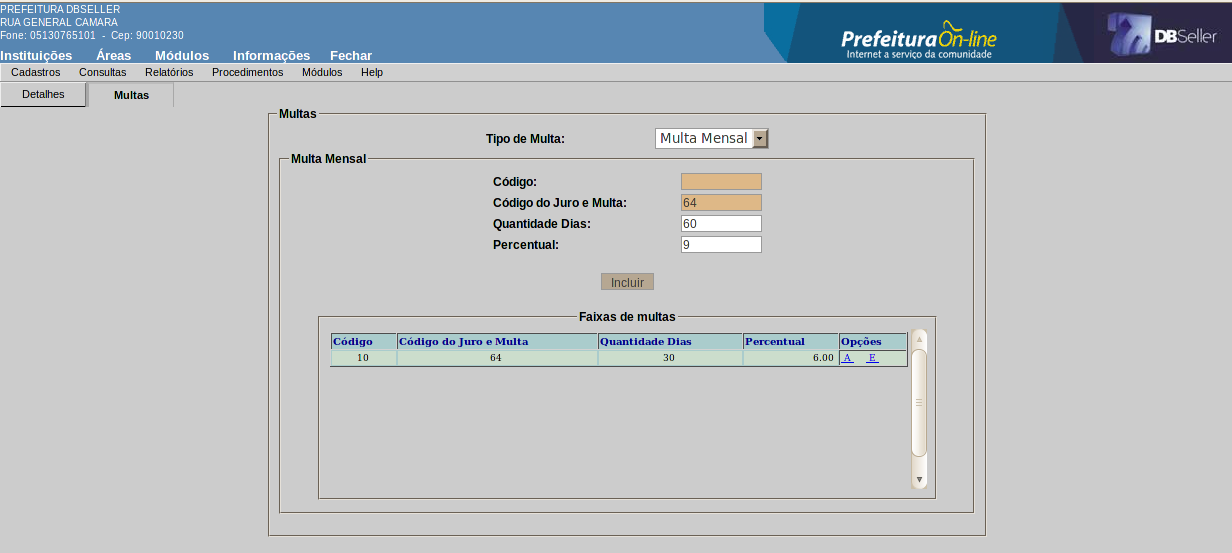 PREFEITURA DBSELLER
RUA GENERAL CAMARA
Fone: 05130765101 - Cep: 90010230
PrefeituraOn-line
Internet a serviço da comunidade
DBSeller
Instituições Áreas Módulos Informações Fechar
Cadastros Consultas Relatórios Procedimentos Módulos Help
Detalhes Multas
Multas
Tipo de Multa: Multa Mensal
Multa Mensal
Código:
Código do Juro e Multa: 64
Quantidade Dias: 60
Percentual: 9
Incluir
Faixas de multas
Código Código do Juro e Multa Quantidade Dias Percentual Opções
10 64 30 6.00 A E